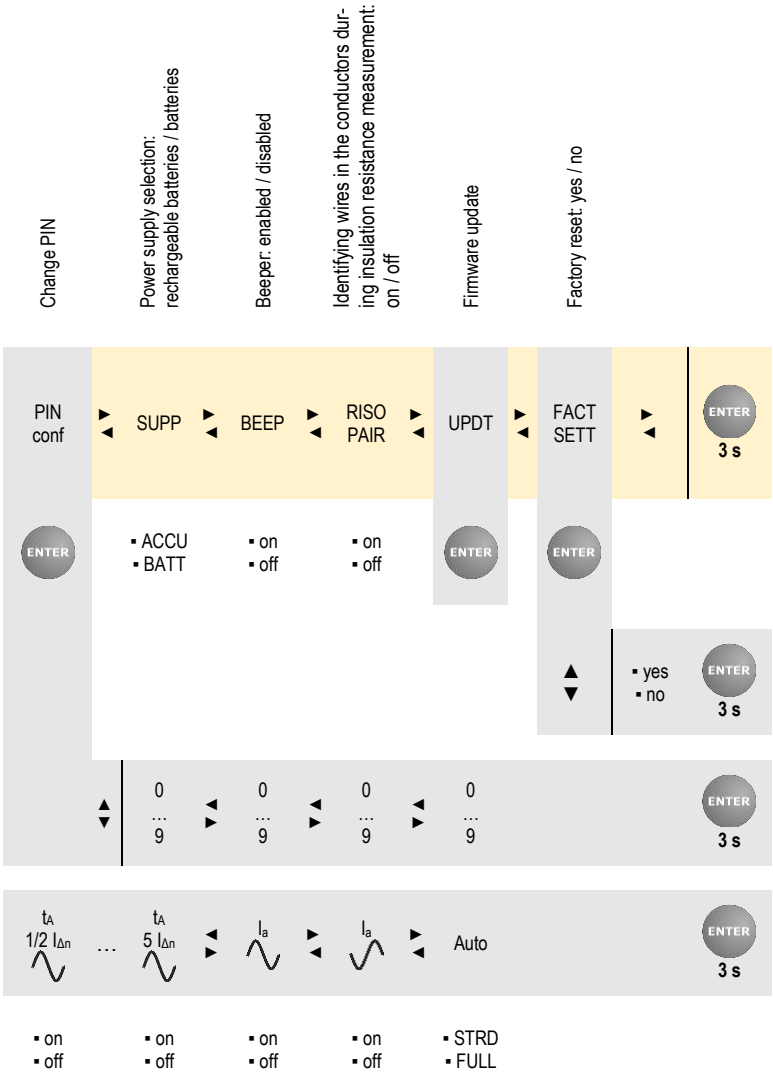 Change PIN
Power supply selection:
rechargeable batteries / batteries
Beeper: enabled / disabled
Identifying wires in the conductors dur-
ing insulation resistance measurement:
on / off
Firmware update
Factory reset: yes / no
PIN
conf
► ◄
SUPP
► ◄
BEEP
► ◄
RISO
PAIR
► ◄
UPDT
► ◄
FACT
SETT
► ◄
ENTER
3 s
ENTER
▪ ACCU
▪ BATT
▪ on
▪ off
▪ on
▪ off
ENTER
ENTER
▲
▼
▪ yes
▪ no
ENTER
3 s
▲
▼
0
…
9
◄ ►
0
…
9
◄ ►
0
…
9
◄ ►
0
…
9
ENTER
3 s
tA
1/2 I∆n
…
tA
5 I∆n
◄ ►
Ia
► ◄
Ia
► ◄
Auto
ENTER
3 s
▪ on
▪ off
▪ on
▪ off
▪ on
▪ off
▪ on
▪ off
▪ STRD
▪ FULL